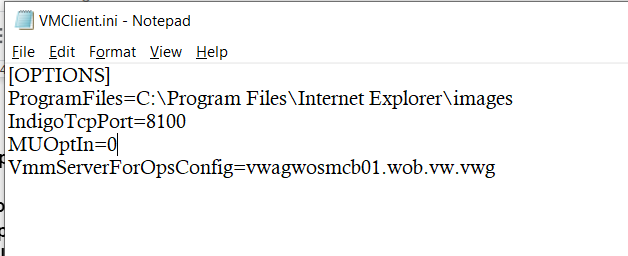 VMClient.ini - Notepad
File Edit Format View Help
[OPTIONS]
ProgramFiles=C:\Program Files\Internet Explorer\images
IndigoTcpPort=8100
MUOptIn=0
VmmServerForOpsConfig=vwagwosmcb01.wob.vw.vwg